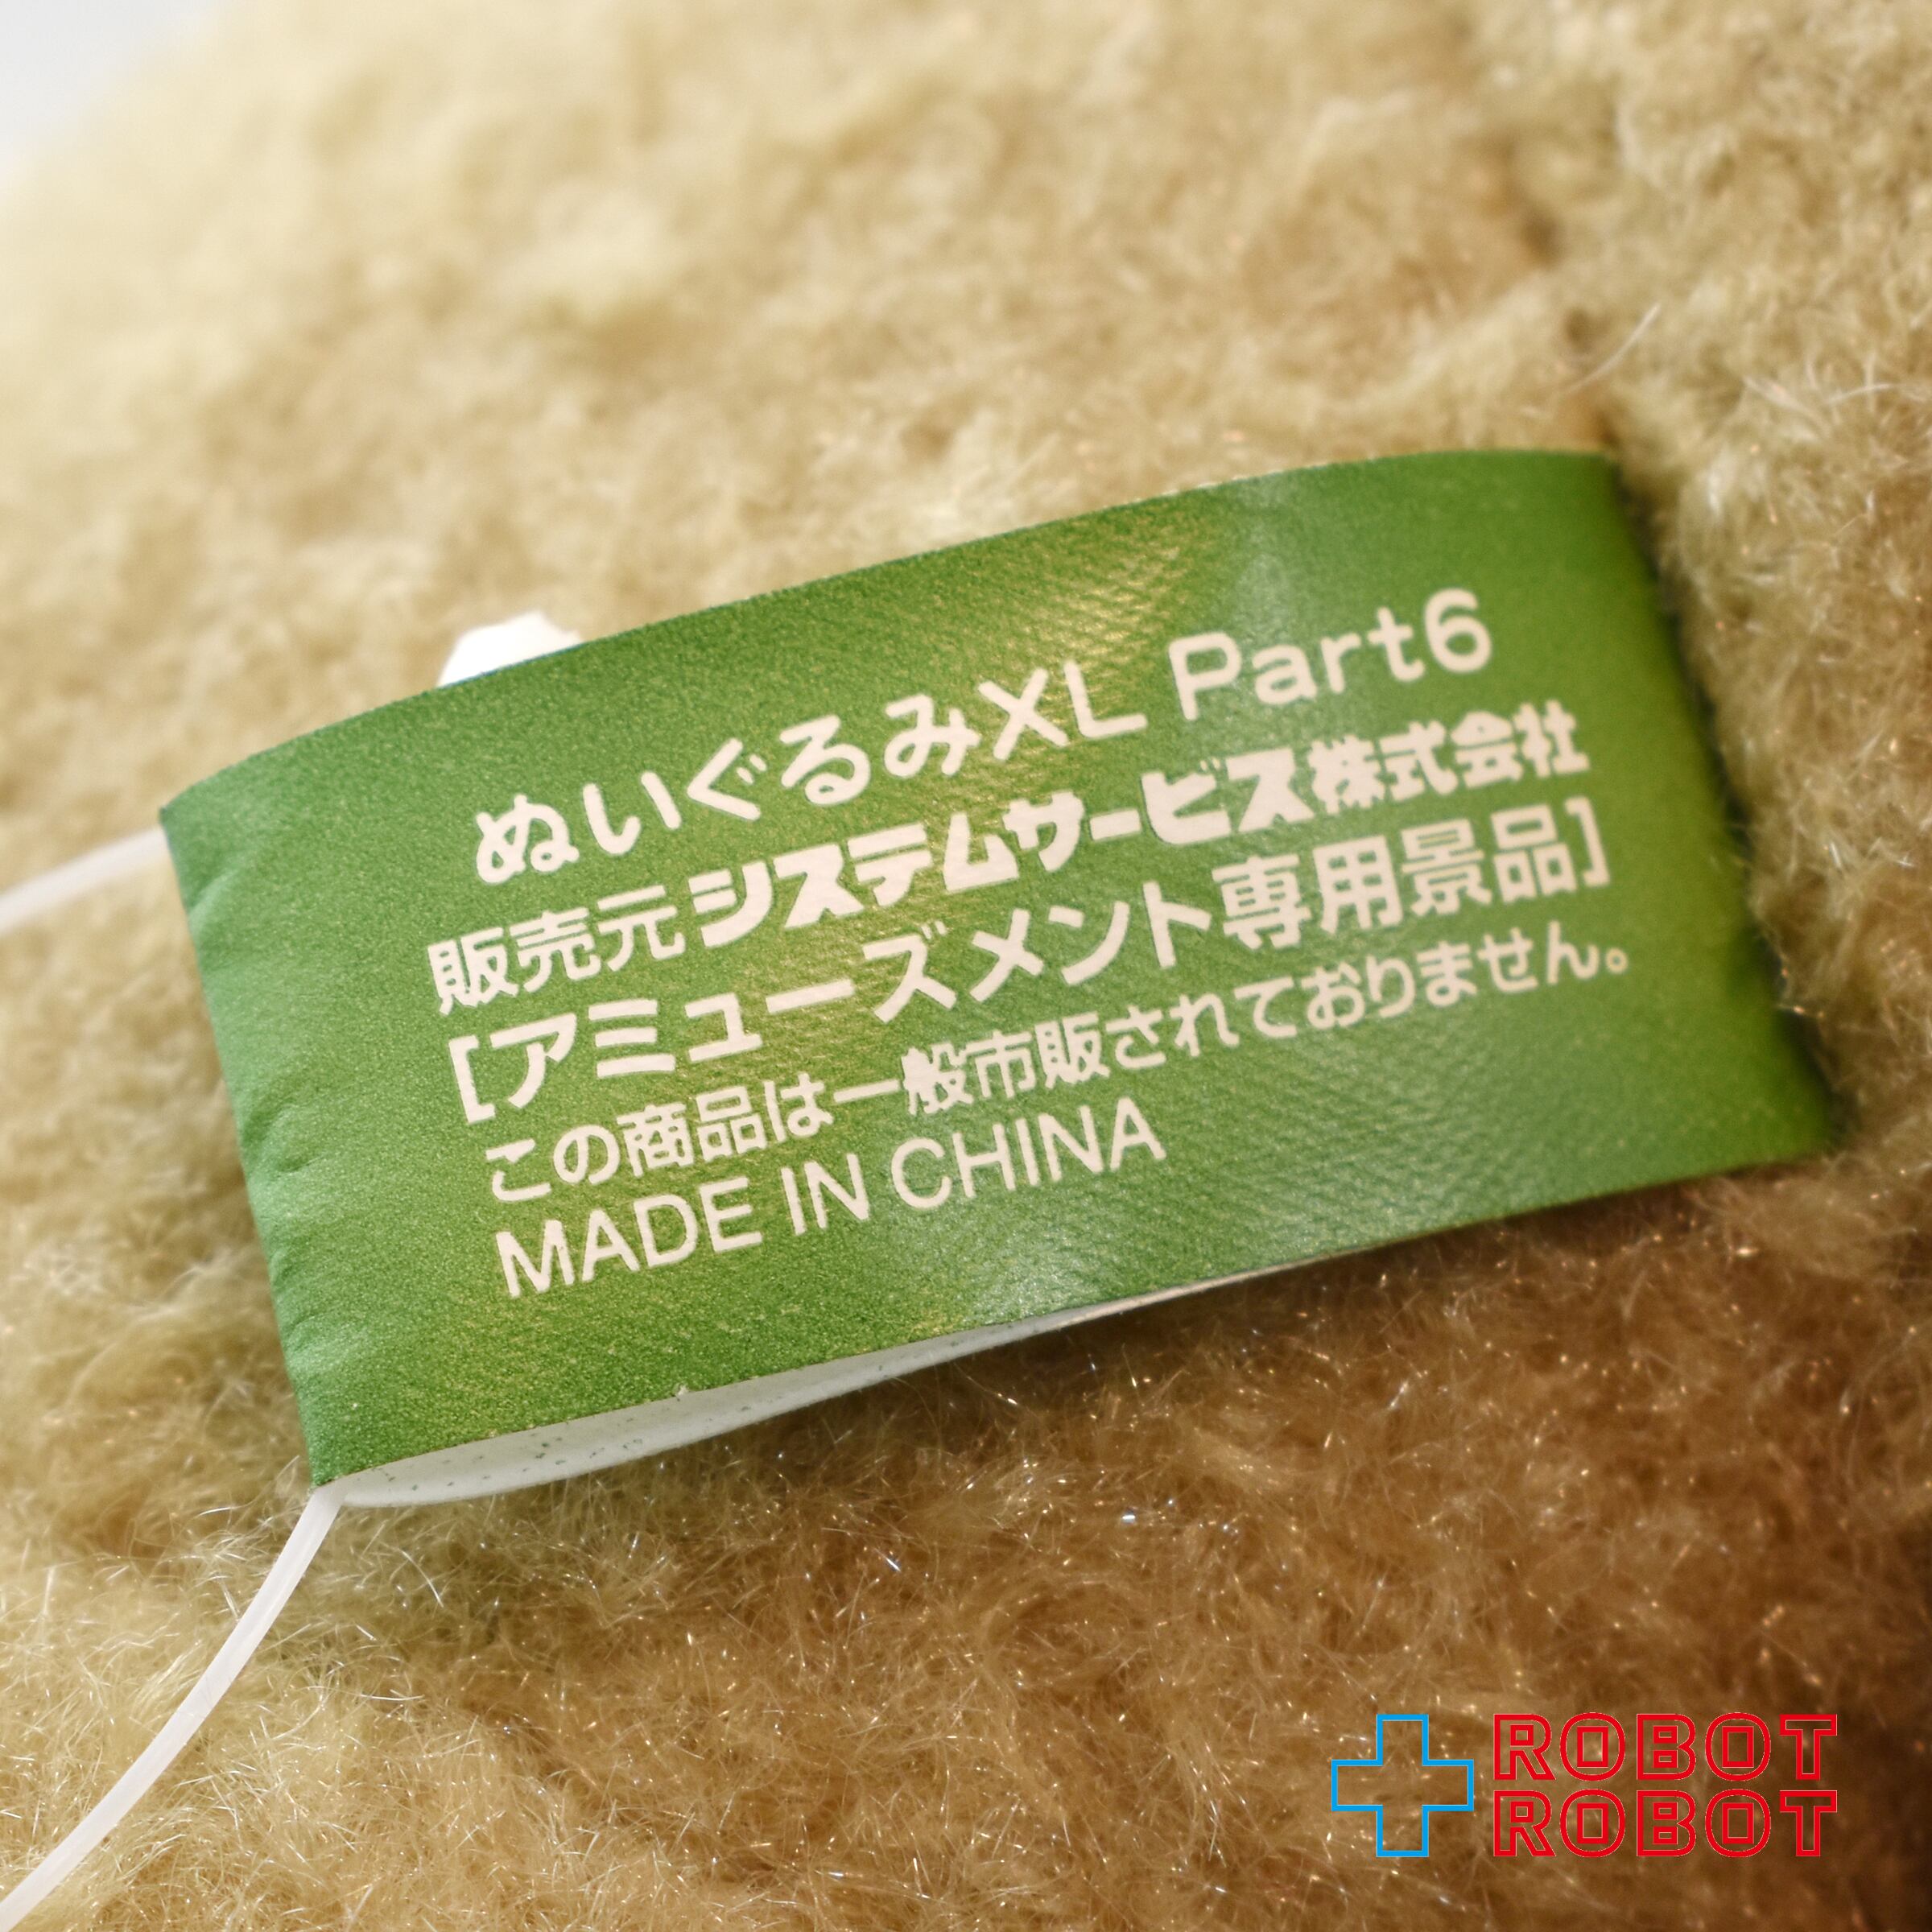 ぬいぐるみXL Part6
販売元システムサービス株式会社
[アミューズメント専用景品]
この商品は一般市販されておりません。
MADE IN CHINA
ROBOT
ROBOT